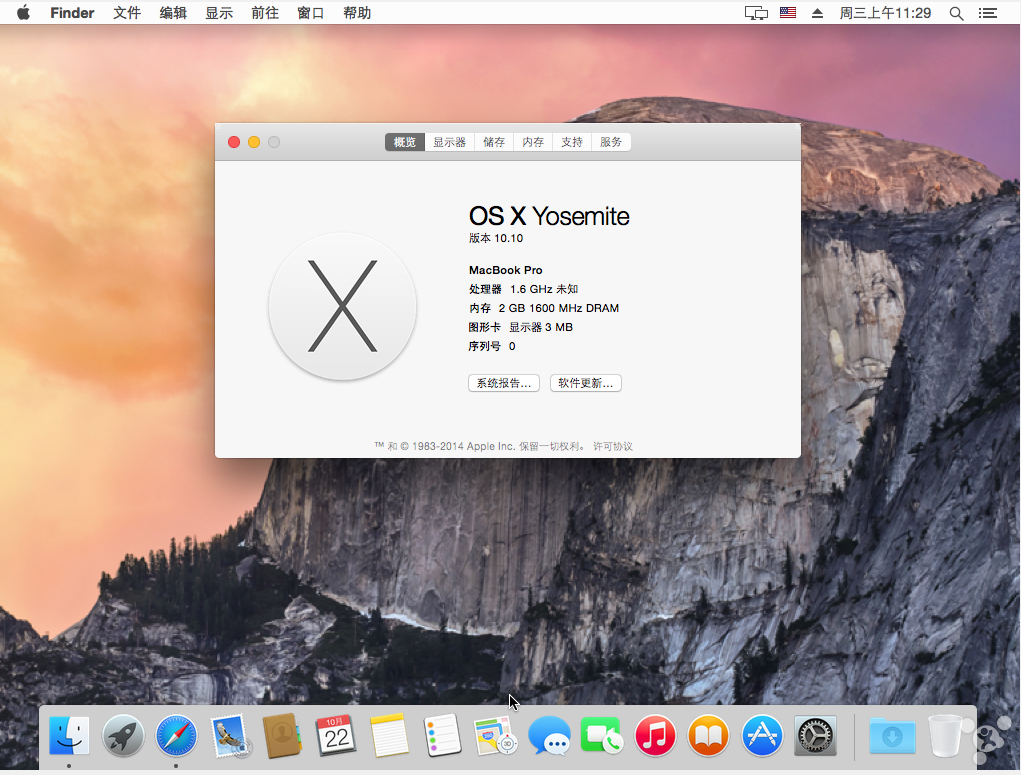 Finder 文件 编辑 显示 前往 窗口 帮助 周三上午11:29
概览 显示器 储存 内存 支持 服务
OS X Yosemite
版本 10.10
MacBook Pro
处理器 1.6 GHz 未知
内存 2 GB 1600 MHz DRAM
图形卡 显示器 3 MB
序列号 0
系统报告... 软件更新...
™ 和 © 1983-2014 Apple Inc. 保留一切权利。 许可协议
10月
22
3D